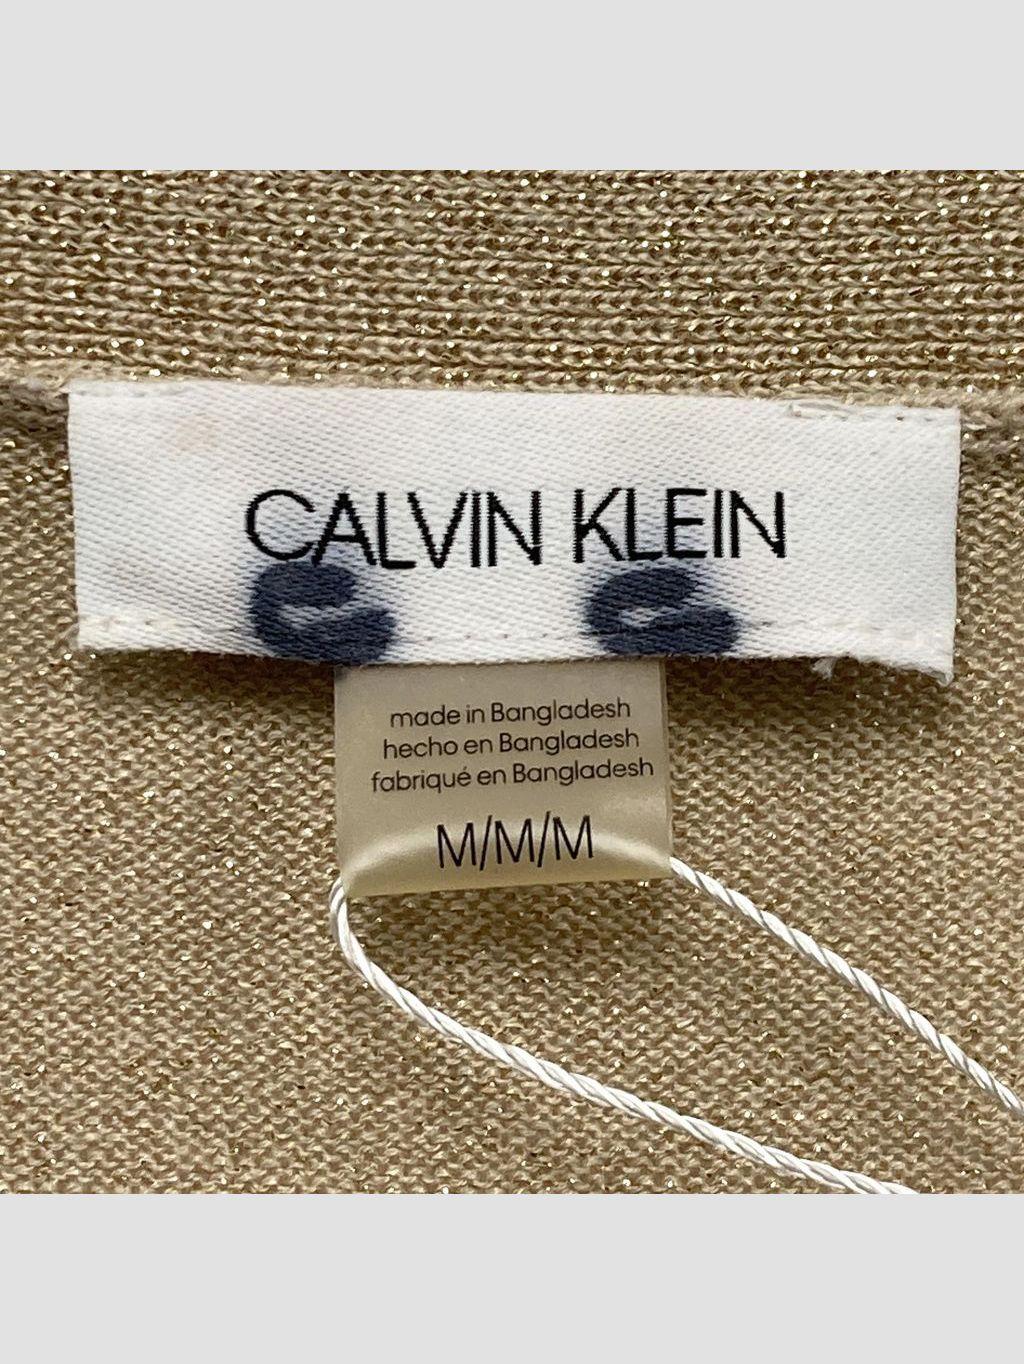 CALVIN KLEIN
made in Bangladesh
hecho en Bangladesh
fabriqué en Bangladesh
M/M/M